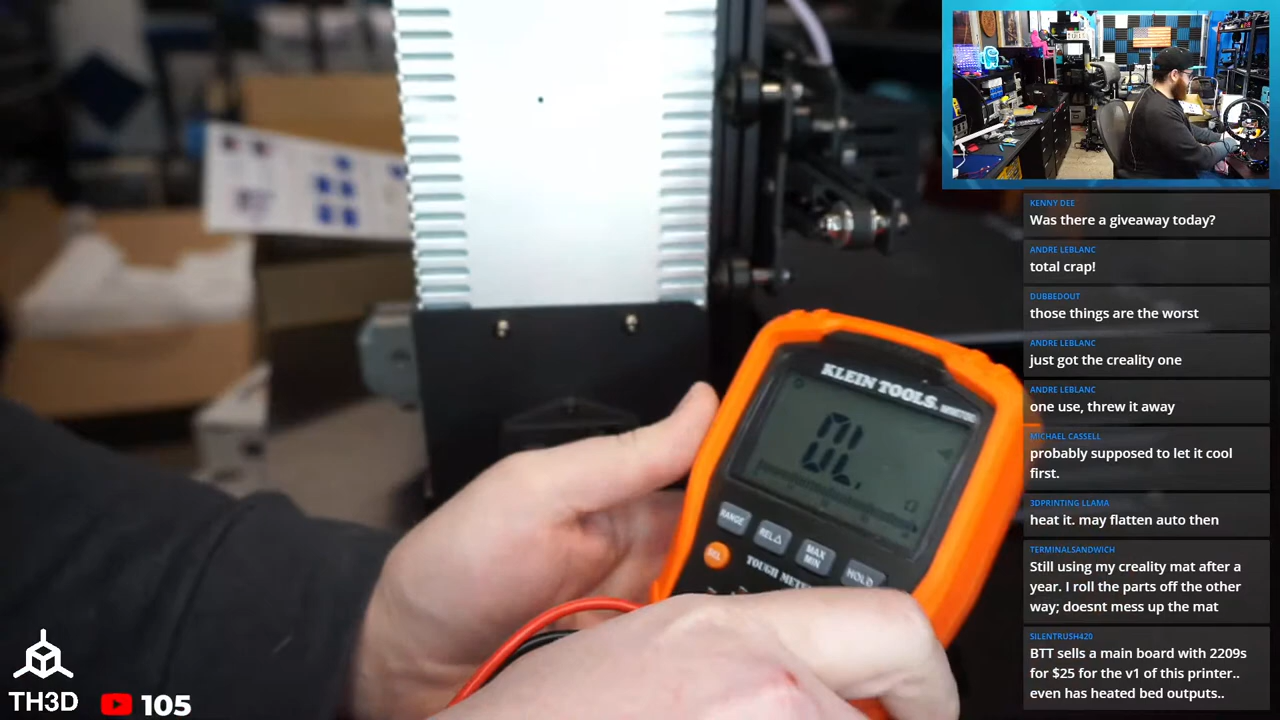 KLEIN TOOLS®
OL.
RANGE
REL△
MAX
MIN
HOLD
SEL
KENNY DEE
Was there a giveaway today?
ANDRE LEBLANC
total crap!
DUBBEDOUT
those things are the worst
ANDRE LEBLANC
just got the creality one
ANDRE LEBLANC
one use, threw it away
MICHAEL CASSELL
probably supposed to let it cool
first.
3DPRINTING LLAMA
heat it. may flatten auto then
TERMINALSANDWICH
Still using my creality mat after a
year. I roll the parts off the other
way; doesnt mess up the mat
SILENTRUSH420
BTT sells a main board with 2209s
for $25 for the v1 of this printer..
even has heated bed outputs..
TH3D
105